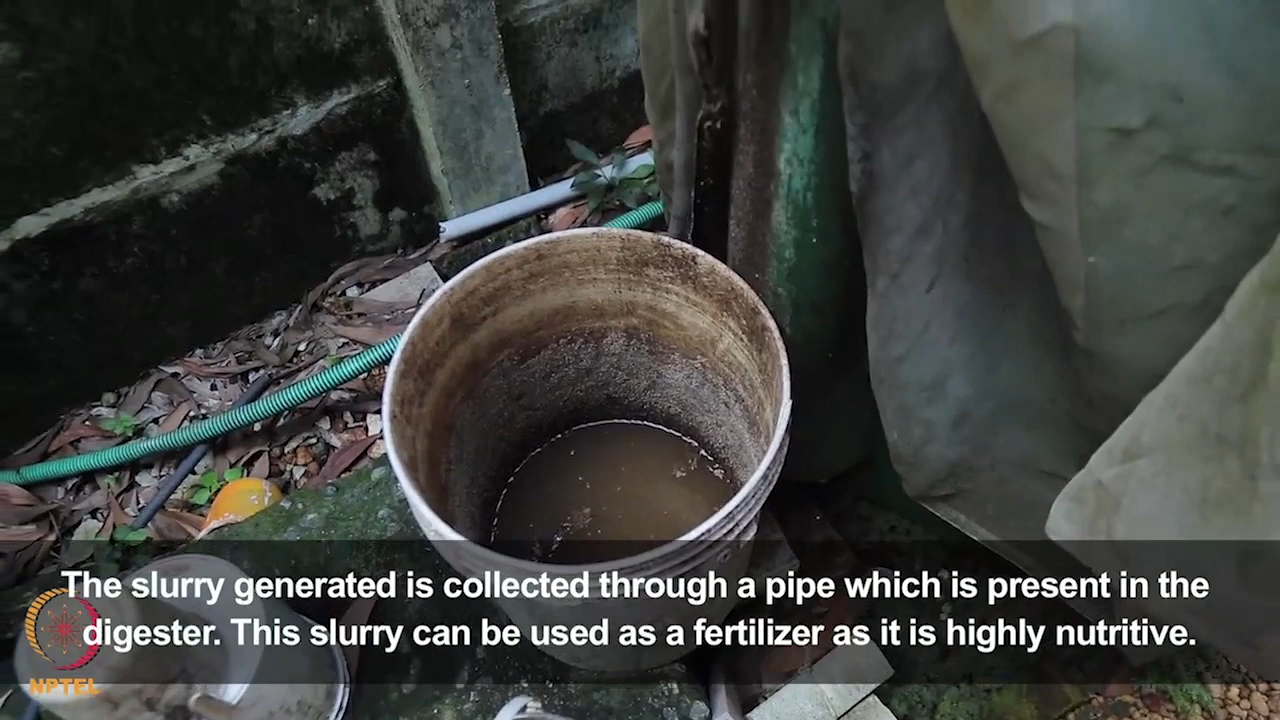 The slurry generated is collected through a pipe which is present in the
digester. This slurry can be used as a fertilizer as it is highly nutritive.
NPTEL